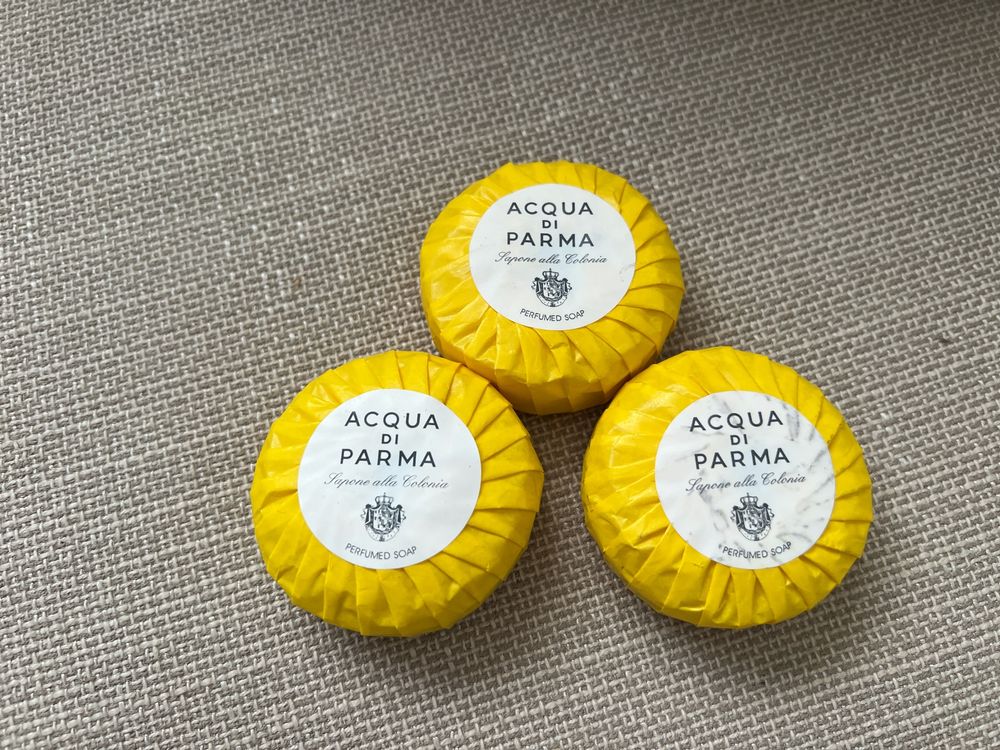 ACQUA
DI
PARMA
Sapone alla Colonia
PERFUMED SOAP
ACQUA
DI
PARMA
Sapone alla Colonia
PERFUMED SOAP
ACQUA
DI
PARMA
Sapone alla Colonia
PERFUMED SOAP